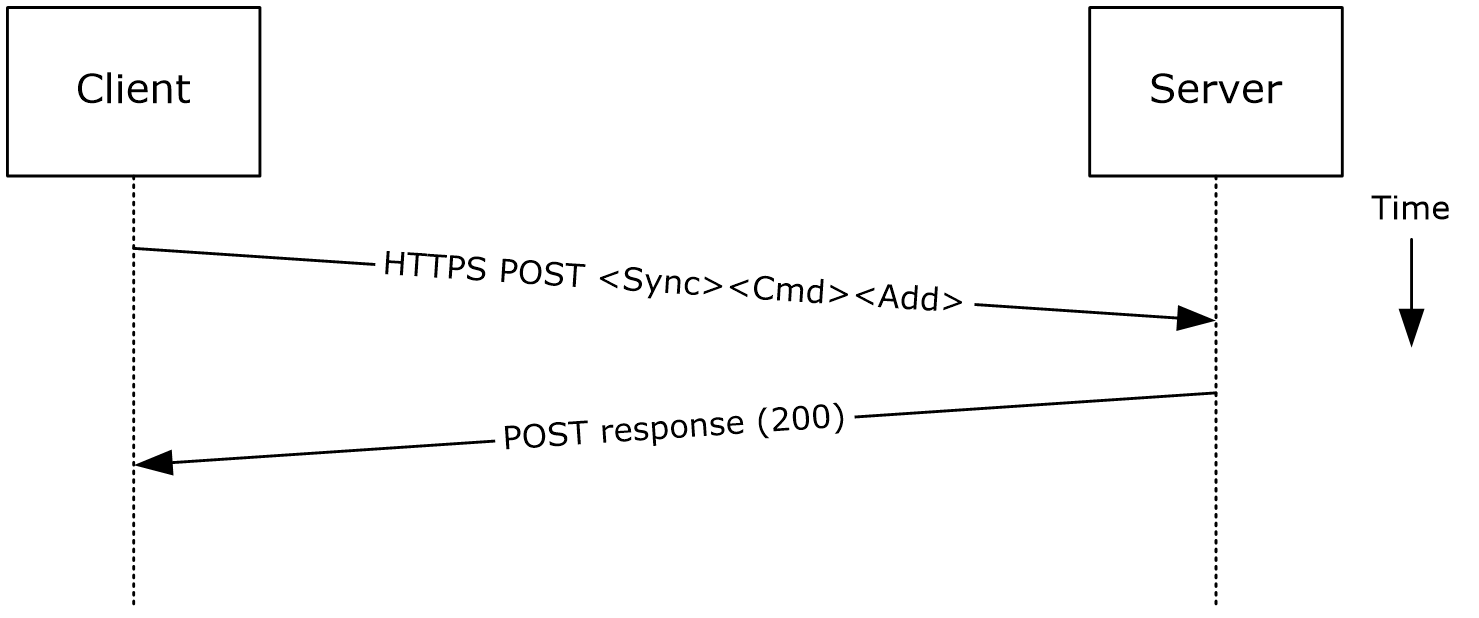 Client
Server
Time
HTTPS POST <Sync><Cmd><Add>
POST response (200)